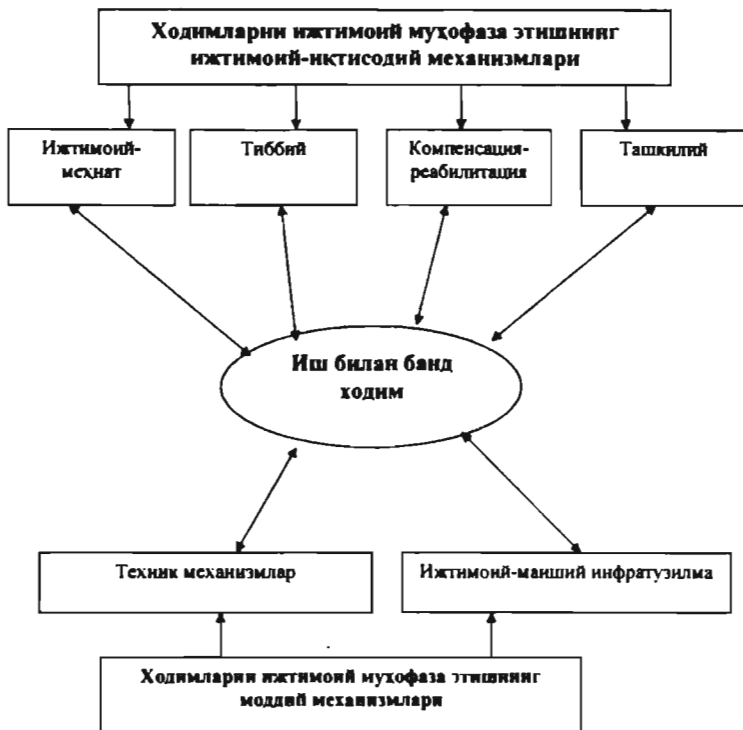 Ходимларни ижтимоий муҳофаза этишнинг
ижтимоий-иқтисодий механизмлари
Ижтимоий-
меҳнат
Тиббий
Компенсация-
реабилитация
Ташкилий
Иш билан банд
ходим
Техник механизмлар
Ижтимоий-маиший инфратузилма
Ходимларни ижтимоий муҳофаза этишнинг
моддий механизмлари